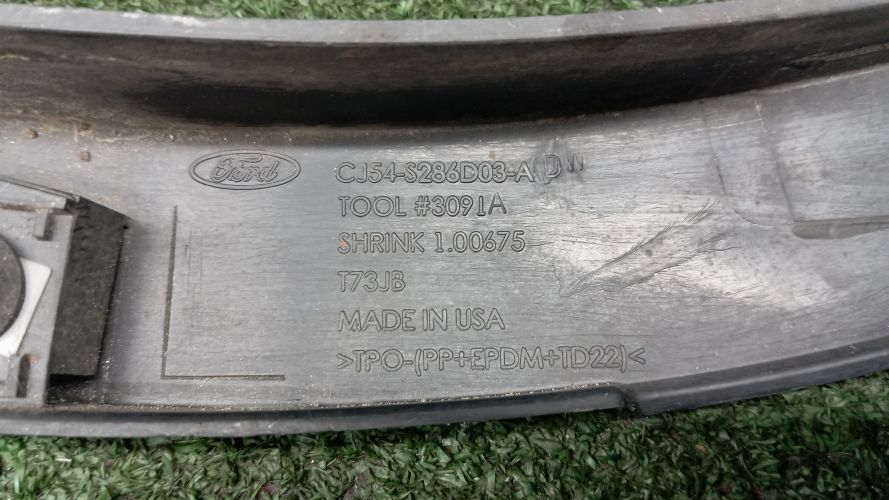 Ford
CJ54-S286D03-A DW
TOOL #3091A
SHRINK 1.00675
T73JB
MADE IN USA
>TPO-(PP+EPDM+TD22)<